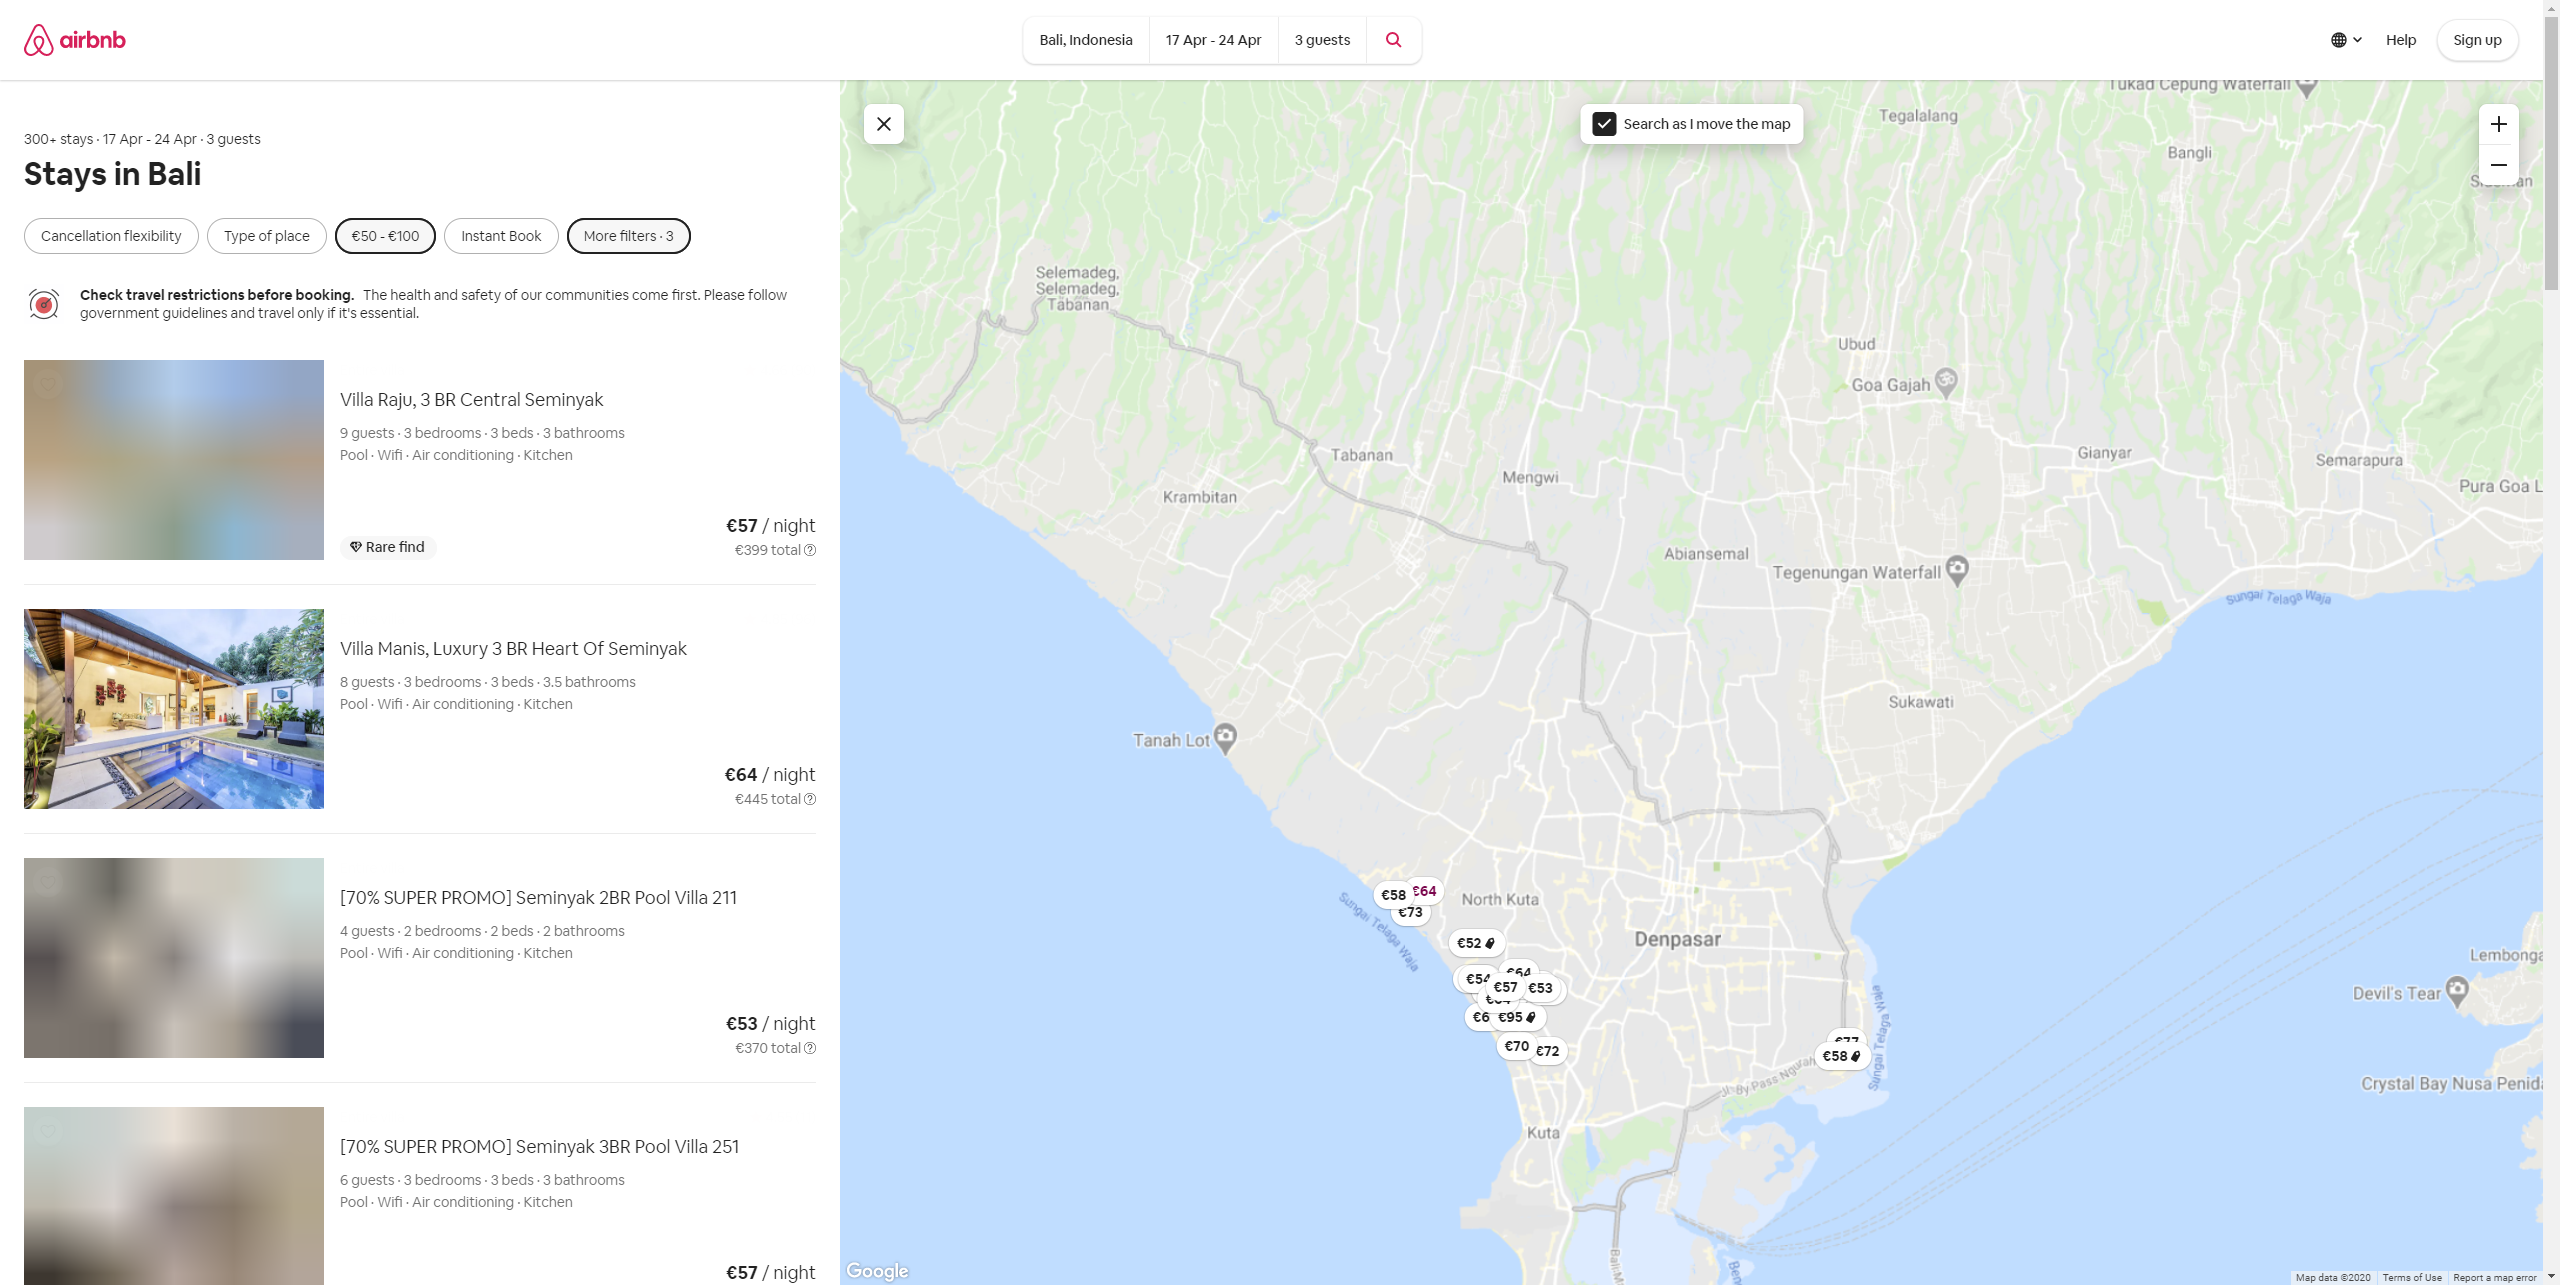 airbnb
Bali, Indonesia
17 Apr - 24 Apr
3 guests
Help
Sign up
300+ stays · 17 Apr - 24 Apr · 3 guests
Stays in Bali
Cancellation flexibility
Type of place
€50 - €100
Instant Book
More filters · 3
Check travel restrictions before booking. The health and safety of our communities come first. Please follow
government guidelines and travel only if it's essential.
Villa Raju, 3 BR Central Seminyak
9 guests · 3 bedrooms · 3 beds · 3 bathrooms
Pool · Wifi · Air conditioning · Kitchen
€57 / night
Rare find
€399 total
Villa Manis, Luxury 3 BR Heart Of Seminyak
8 guests · 3 bedrooms · 3 beds · 3.5 bathrooms
Pool · Wifi · Air conditioning · Kitchen
€64 / night
€445 total
[70% SUPER PROMO] Seminyak 2BR Pool Villa 211
4 guests · 2 bedrooms · 2 beds · 2 bathrooms
Pool · Wifi · Air conditioning · Kitchen
€53 / night
€370 total
[70% SUPER PROMO] Seminyak 3BR Pool Villa 251
6 guests · 3 bedrooms · 3 beds · 3 bathrooms
Pool · Wifi · Air conditioning · Kitchen
€57 / night
Search as I move the map
Tukad Cepung Waterfall
Tegalalang
Bangli
Selemadeg,
Selemadeg,
Tabanan
Ubud
Goa Gajah
Tabanan
Mengwi
Gianyar
Semarapura
Krambitan
Pura Goa L
Abiansemal
Tegenungan Waterfall
Sungai Telaga Waja
Sukawati
Tanah Lot
€58
€64
€73
North Kuta
Sungai Telaga Waja
€52
Denpasar
Lembonga
€54
€64
€57
€53
€6
€95
Devil's Tear
Sungai Telaga Waja
€70
€72
€77
€58
Jl. By Pass Ngurah
Crystal Bay Nusa Penida
Kuta
Google
Map data ©2020
Terms of Use
Report a map error